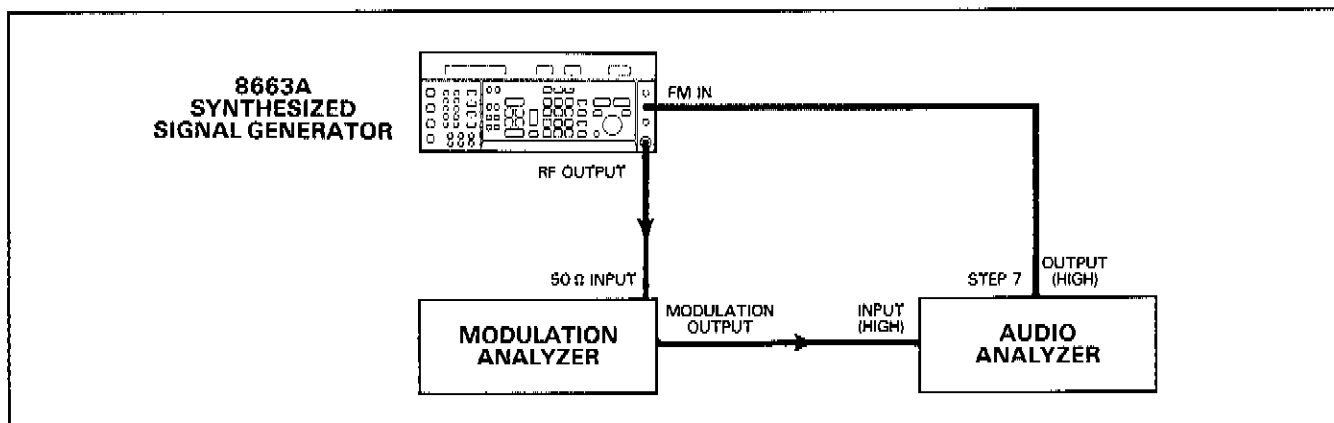 8663A
SYNTHESIZED
SIGNAL GENERATOR
FM IN
RF OUTPUT
50 Ω INPUT
MODULATION
ANALYZER
MODULATION
OUTPUT
INPUT
(HIGH)
STEP 7
OUTPUT
(HIGH)
AUDIO
ANALYZER